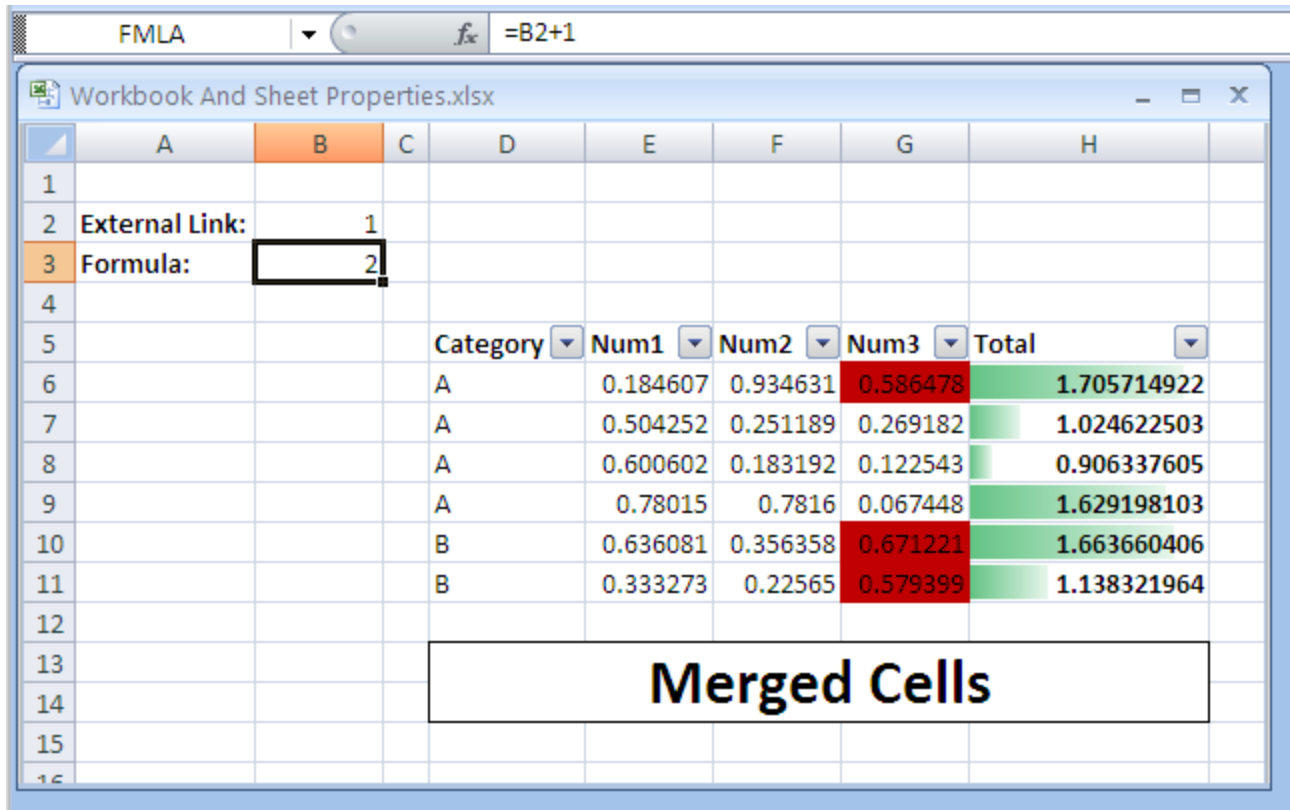 FMLA fx =B2+1
Workbook And Sheet Properties.xlsx
A B C D E F G H
1
2 External Link: 1
3 Formula: 2
4
5 Category Num1 Num2 Num3 Total
6 A 0.184607 0.934631 0.586478 1.705714922
7 A 0.504252 0.251189 0.269182 1.024622503
8 A 0.600602 0.183192 0.122543 0.906337605
9 A 0.78015 0.7816 0.067448 1.629198103
10 B 0.636081 0.356358 0.671221 1.663660406
11 B 0.333273 0.22565 0.579399 1.138321964
12
13
Merged Cells
14
15
16